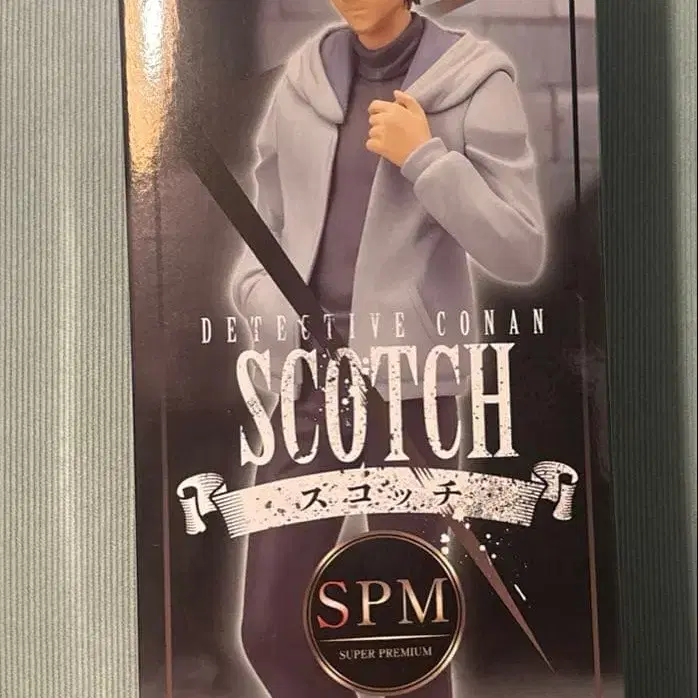 DETECTIVE CONAN
SCOTCH
スコッチ
SPM
SUPER PREMIUM